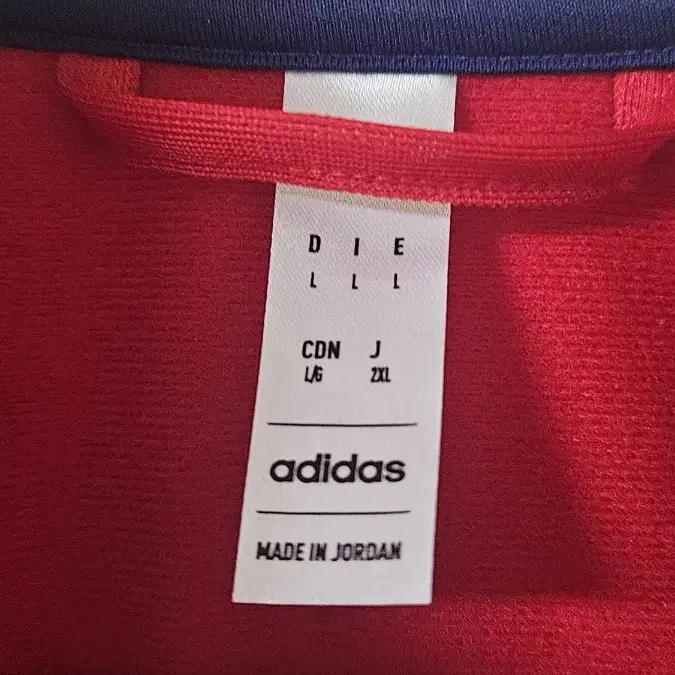 D I E
L L L
CDN J
L/G 2XL
adidas
MADE IN JORDAN